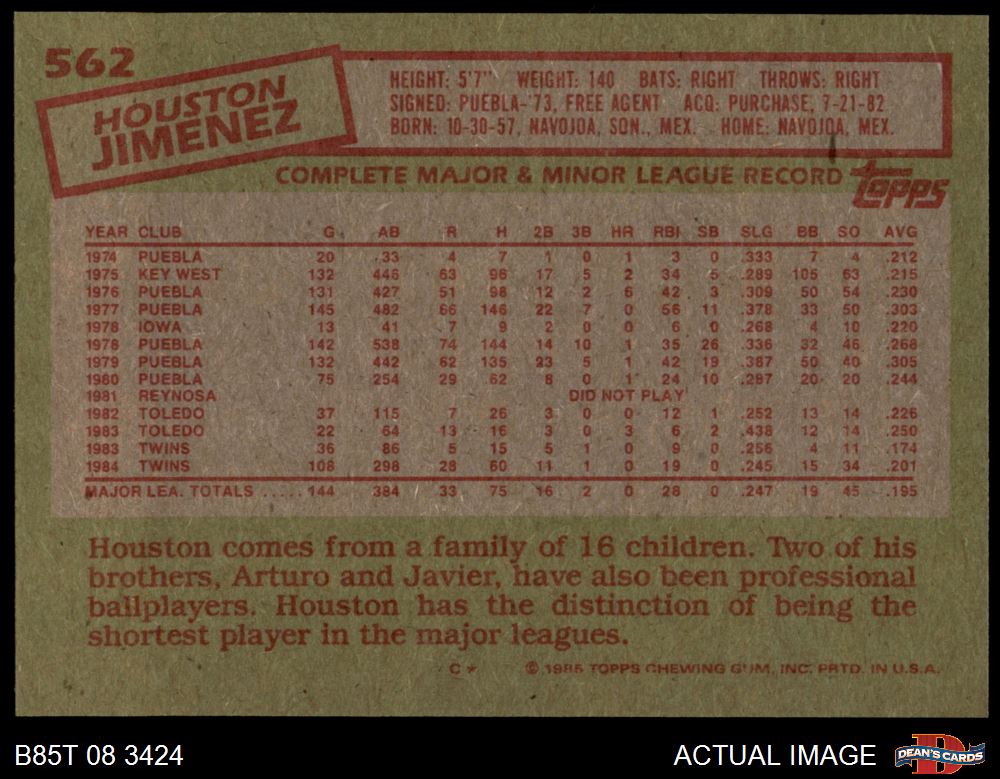 562
HOUSTON
JIMENEZ
HEIGHT: 5'7" WEIGHT: 140 BATS: RIGHT THROWS: RIGHT
SIGNED: PUEBLA-'73, FREE AGENT ACQ: PURCHASE, 7-21-82
BORN: 10-30-57, NAVOJOA, SON., MEX. HOME: NAVOJOA, MEX.
COMPLETE MAJOR & MINOR LEAGUE RECORD topps
YEAR CLUB G AB R H 2B 3B HR RBI SB SLG BB SO AVG
1974 PUEBLA 20 33 4 7 1 0 1 3 0 .333 7 4 .212
1975 KEY WEST 132 446 63 96 17 5 2 34 5 .289 105 63 .215
1976 PUEBLA 131 427 51 98 12 2 6 42 3 .309 50 54 .230
1977 PUEBLA 145 482 66 146 22 7 0 56 11 .378 33 50 .303
1978 IOWA 13 41 7 9 2 0 0 6 0 .268 4 10 .220
1978 PUEBLA 142 538 74 144 14 10 1 35 26 .336 32 46 .268
1979 PUEBLA 132 442 62 135 23 5 1 42 19 .387 50 40 .305
1980 PUEBLA 75 254 29 62 8 0 1 24 10 .287 20 20 .244
1981 REYNOSA DID NOT PLAY
1982 TOLEDO 37 115 7 26 3 0 0 12 1 .252 13 14 .226
1983 TOLEDO 22 64 13 16 3 0 3 6 2 .438 12 14 .250
1983 TWINS 36 86 5 15 5 1 0 9 0 .256 4 11 .174
1984 TWINS 108 298 28 60 11 1 0 19 0 .245 15 34 .201
MAJOR LEA. TOTALS ..... 144 384 33 75 16 2 0 28 0 .247 19 45 .195
Houston comes from a family of 16 children. Two of his
brothers, Arturo and Javier, have also been professional
ballplayers. Houston has the distinction of being the
shortest player in the major leagues.
C* © 1985 TOPPS CHEWING GUM, INC. PRTD. IN U.S.A.
B85T 08 3424 ACTUAL IMAGE DEAN'S CARDS